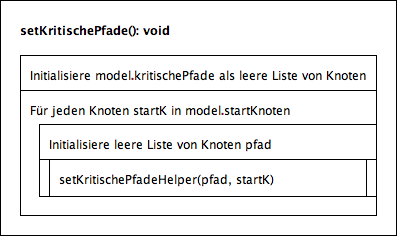 setKritischePfade(): void
Initialisiere model.kritischePfade als leere Liste von Knoten
Für jeden Knoten startK in model.startKnoten
Initialisiere leere Liste von Knoten pfad
setKritischePfadeHelper(pfad, startK)